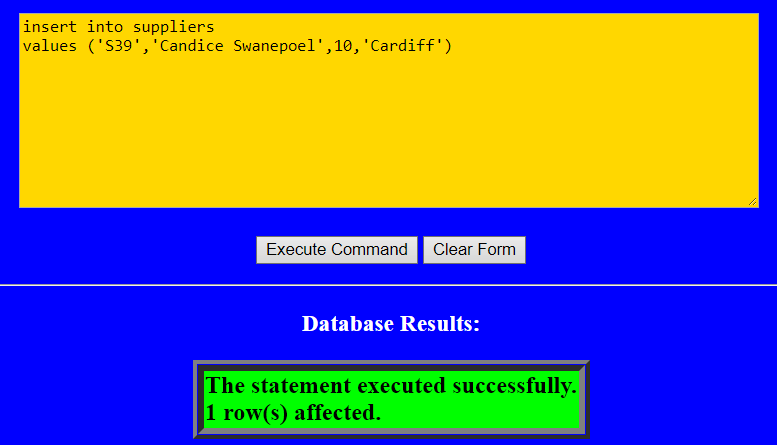 insert into suppliers
values ('S39','Candice Swanepoel',10,'Cardiff')
Execute Command Clear Form
Database Results:
The statement executed successfully.
1 row(s) affected.